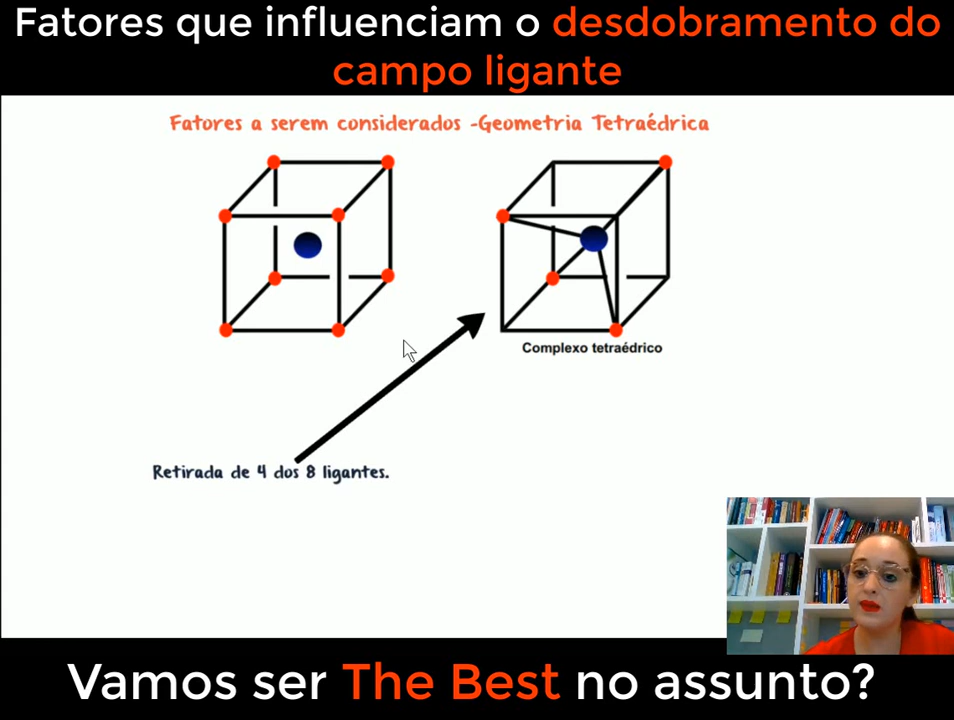 Fatores que influenciam o desdobramento do
campo ligante
Fatores a serem considados -Geometria Tetraédrica
Complexo tetraédrico
Retirada de 4 dos 8 ligantes.
Vamos ser The Best no assunto?